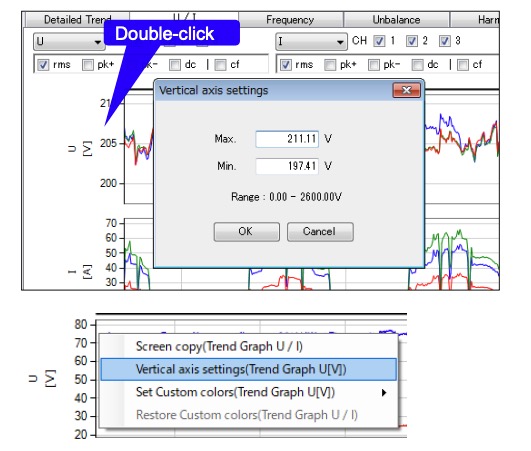 Detailed Trend U / I Frequency Unbalance Harm
U Double-click I CH 1 2 3
rms pk+ k- dc | cf rms pk+ pk- dc | cf
Vertical axis settings
21
Max. 211.11 V
U [V] 205
Min. 197.41 V
200
Range : 0.00 - 2600.00V
70
OK Cancel
60
50
I [A] 40
30
80
70 Screen copy(Trend Graph U / I)
60 Vertical axis settings(Trend Graph U[V])
U [V] 50
40 Set Custom colors(Trend Graph U[V])
30 Restore Custom colors(Trend Graph U / I)
20